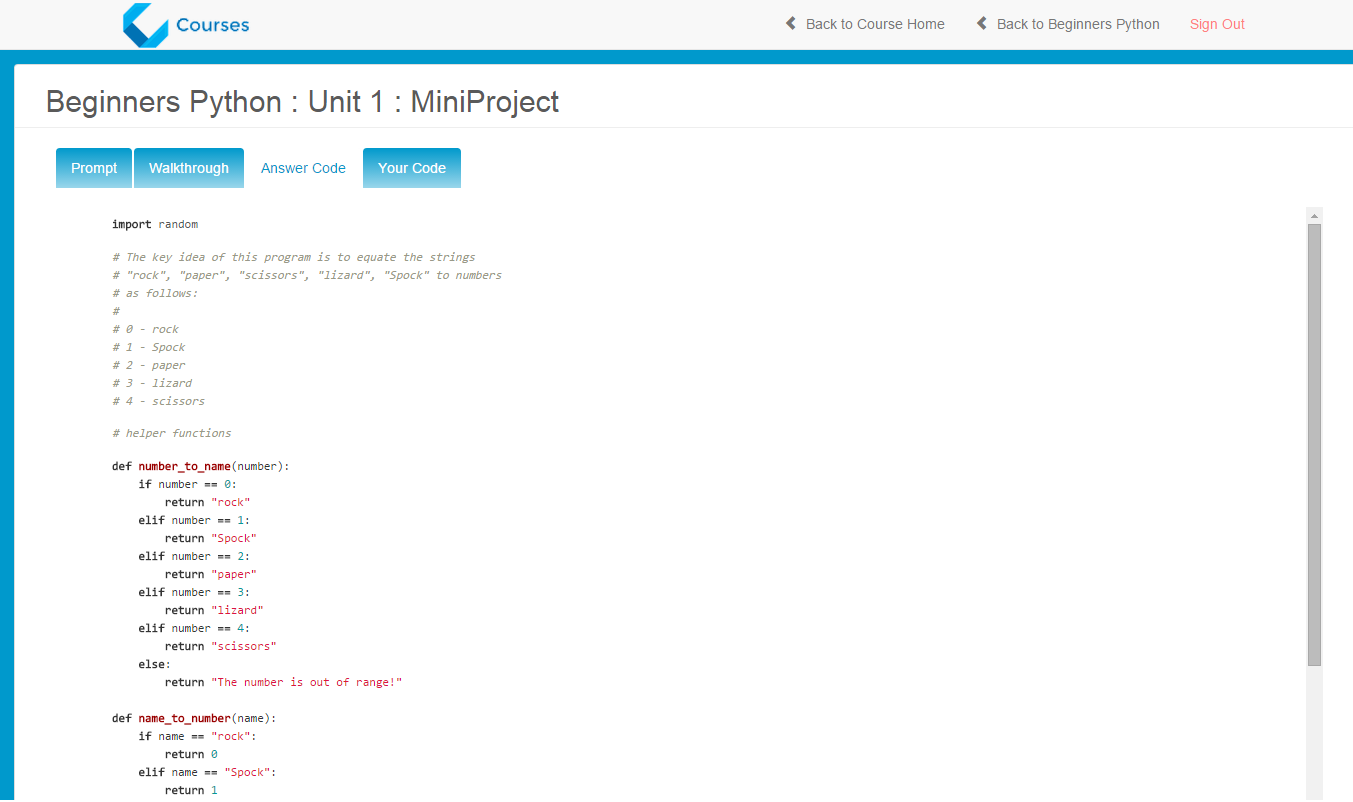 Courses
Back to Course Home
Back to Beginners Python
Sign Out
Beginners Python : Unit 1 : MiniProject
Prompt
Walkthrough
Answer Code
Your Code
import random
# The key idea of this program is to equate the strings
# "rock", "paper", "scissors", "lizard", "Spock" to numbers
# as follows:
#
# 0 - rock
# 1 - Spock
# 2 - paper
# 3 - lizard
# 4 - scissors
# helper functions
def number_to_name(number):
    if number == 0:
        return "rock"
    elif number == 1:
        return "Spock"
    elif number == 2:
        return "paper"
    elif number == 3:
        return "lizard"
    elif number == 4:
        return "scissors"
    else:
        return "The number is out of range!"
def name_to_number(name):
    if name == "rock":
        return 0
    elif name == "Spock":
        return 1